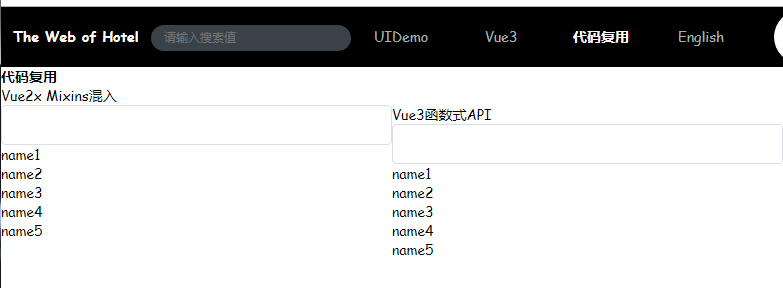 The Web of Hotel 请输入搜索值 UIDemo Vue3 代码复用 English
代码复用
Vue2x Mixins混入
name1
name2
name3
name4
name5
Vue3函数式API
name1
name2
name3
name4
name5